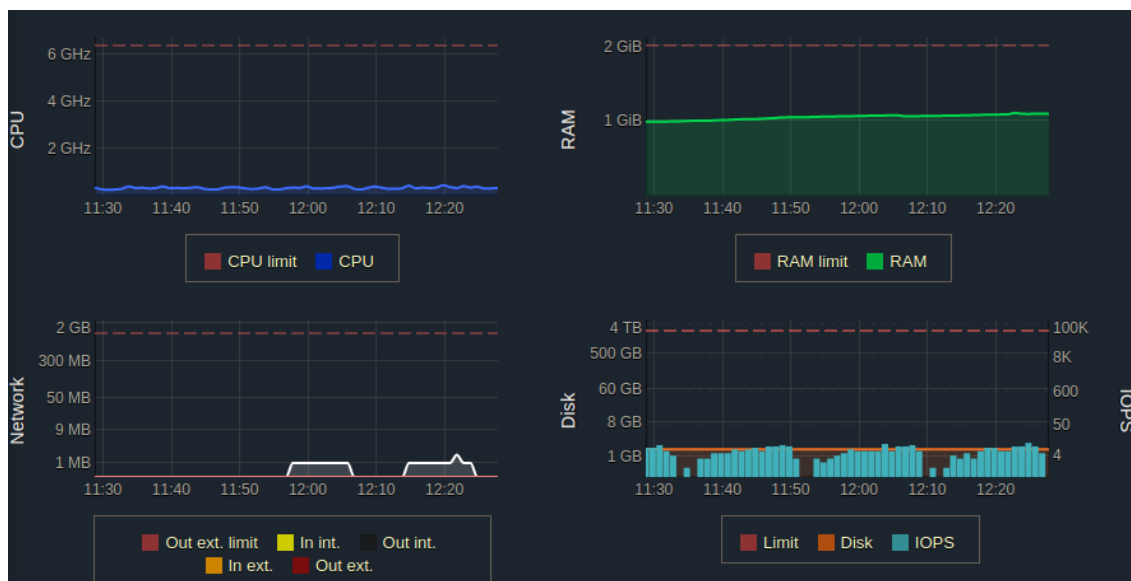 6 GHz
4 GHz
2 GHz
CPU
11:30 11:40 11:50 12:00 12:10 12:20
CPU limit CPU
2 GiB
1 GiB
RAM
11:30 11:40 11:50 12:00 12:10 12:20
RAM limit RAM
2 GB
300 MB
50 MB
9 MB
1 MB
Network
11:30 11:40 11:50 12:00 12:10 12:20
Out ext. limit In int. Out int.
In ext. Out ext.
4 TB 100K
500 GB 8K
60 GB 600
8 GB 50
1 GB 4
Disk
IOPS
11:30 11:40 11:50 12:00 12:10 12:20
Limit Disk IOPS